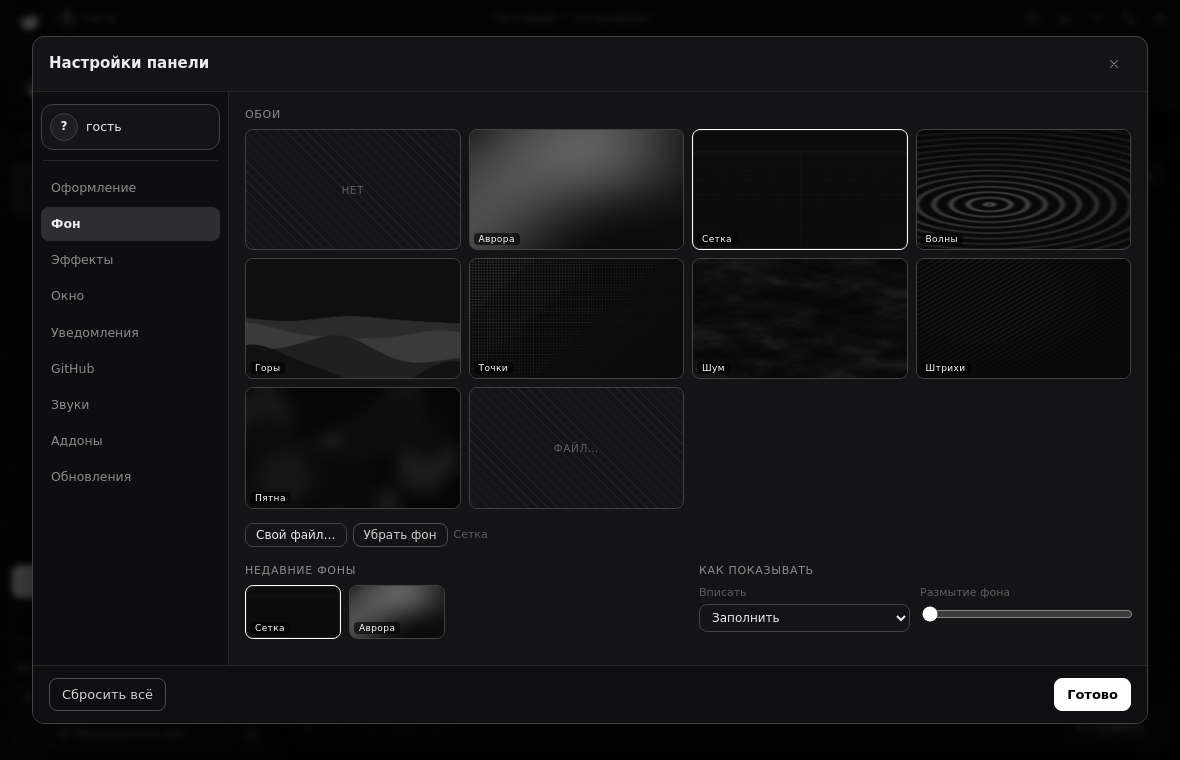 Настройки панели
×
? гость
Оформление
Фон
Эффекты
Окно
Уведомления
GitHub
Звуки
Аддоны
Обновления
ОБОИ
НЕТ
Аврора
Сетка
Волны
Горы
Точки
Шум
Штрихи
Пятна
ФАЙЛ...
Свой файл... Убрать фон Сетка
НЕДАВНИЕ ФОНЫ
Сетка
Аврора
КАК ПОКАЗЫВАТЬ
Вписать
Заполнить
Размытие фона
Сбросить всё
Готово